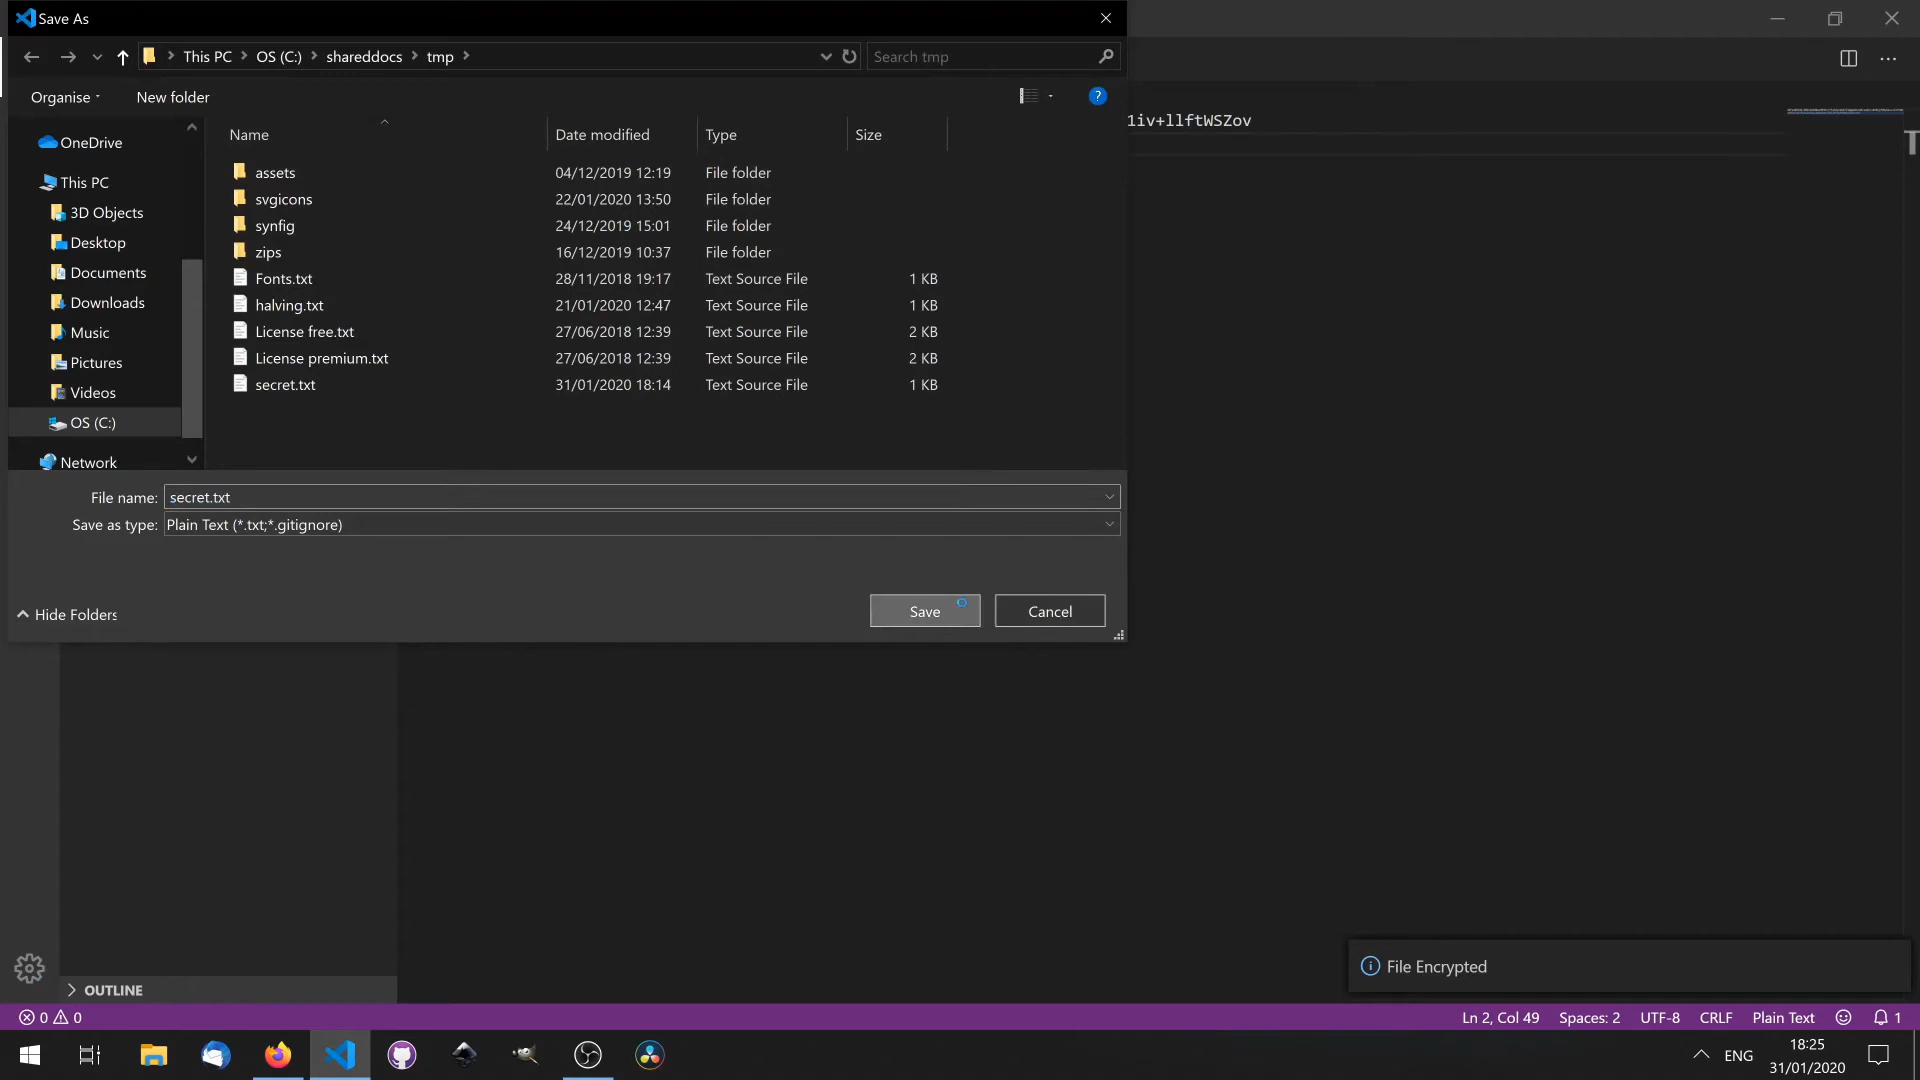 Save As
This PC OS (C:) shareddocs tmp
Search tmp
Organise New folder
?
1iv+llftWSZov
Name Date modified Type Size
OneDrive
This PC
3D Objects
Desktop
Documents
Downloads
Music
Pictures
Videos
OS (C:)
Network
assets 04/12/2019 12:19 File folder
svgicons 22/01/2020 13:50 File folder
synfig 24/12/2019 15:01 File folder
zips 16/12/2019 10:37 File folder
Fonts.txt 28/11/2018 19:17 Text Source File 1 KB
halving.txt 21/01/2020 12:47 Text Source File 1 KB
License free.txt 27/06/2018 12:39 Text Source File 2 KB
License premium.txt 27/06/2018 12:39 Text Source File 2 KB
secret.txt 31/01/2020 18:14 Text Source File 1 KB
File name: secret.txt
Save as type: Plain Text (*.txt;*.gitignore)
Hide Folders
Save Cancel
File Encrypted
OUTLINE
0 0 Ln 2, Col 49 Spaces: 2 UTF-8 CRLF Plain Text 1
ENG
18:25
31/01/2020